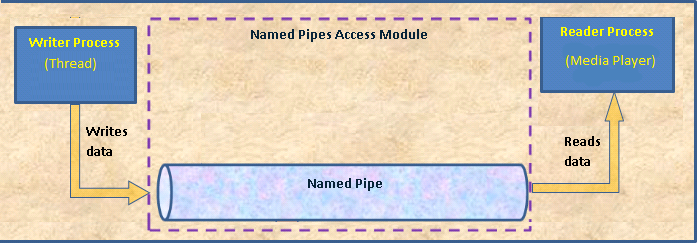 Writer Process
(Thread)
Named Pipes Access Module
Reader Process
(Media Player)
Writes
data
Reads
data
Named Pipe